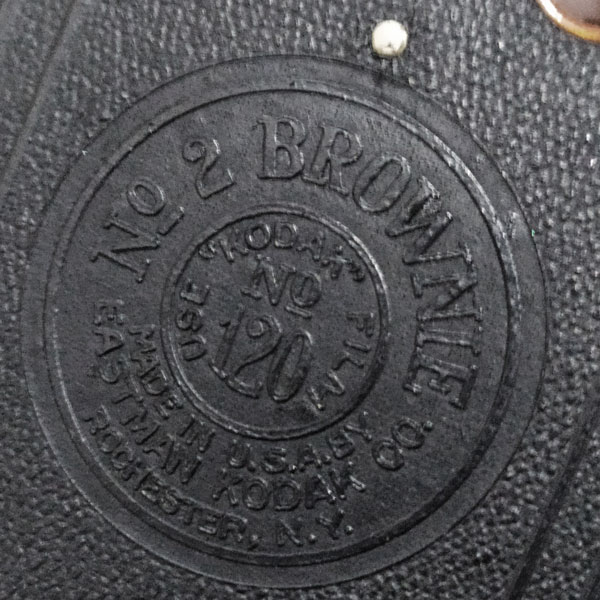 No 2 BROWNIE
USE "KODAK" FILM
No
120
MADE IN U.S.A. BY
EASTMAN KODAK CO.
ROCHESTER, N.Y.